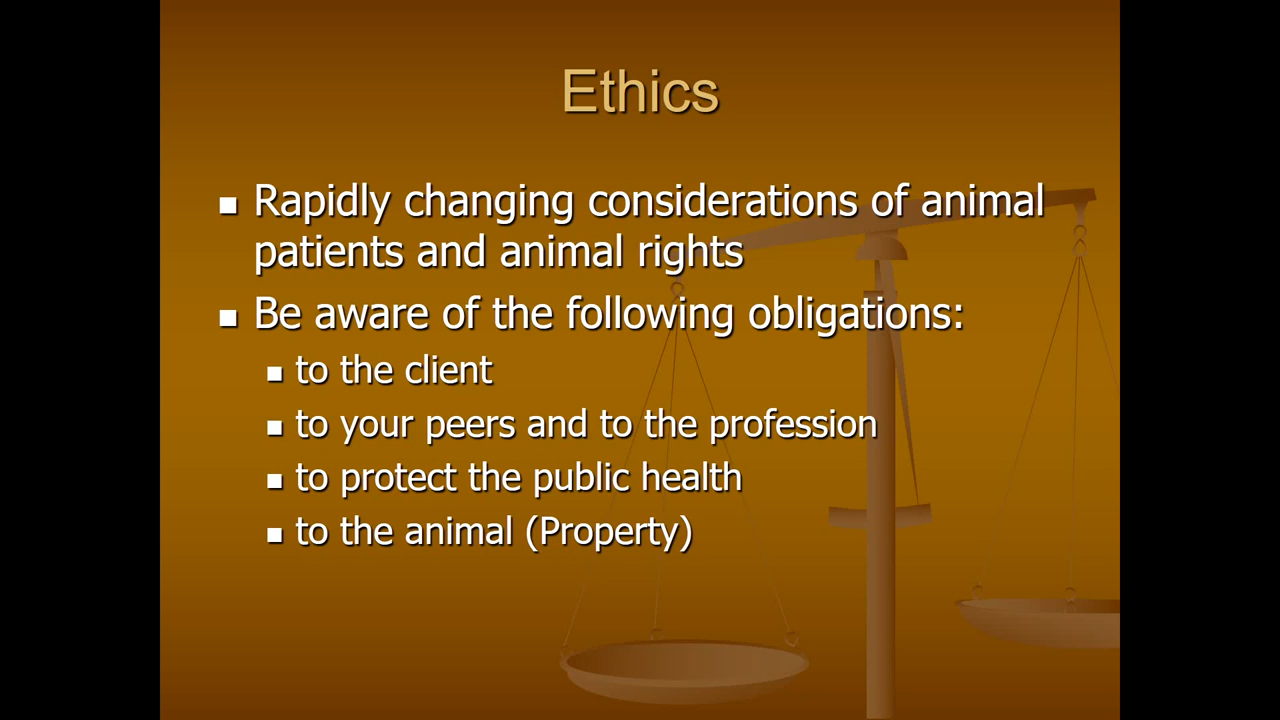 Ethics
Rapidly changing considerations of animal
patients and animal rights
Be aware of the following obligations:
to the client
to your peers and to the profession
to protect the public health
to the animal (Property)